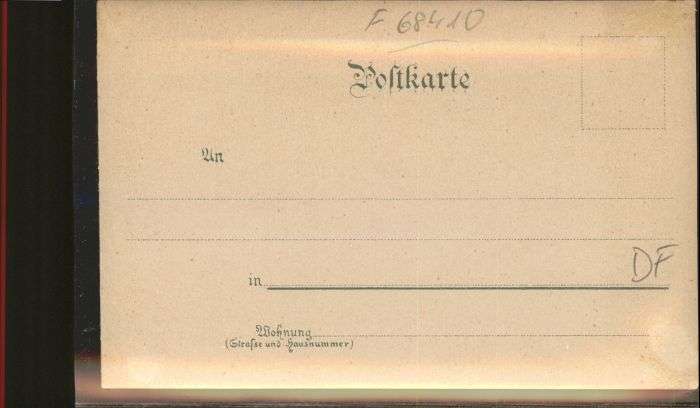 F 68410
Postkarte
An
in
DF
Wohnung
(Straße und Hausnummer)